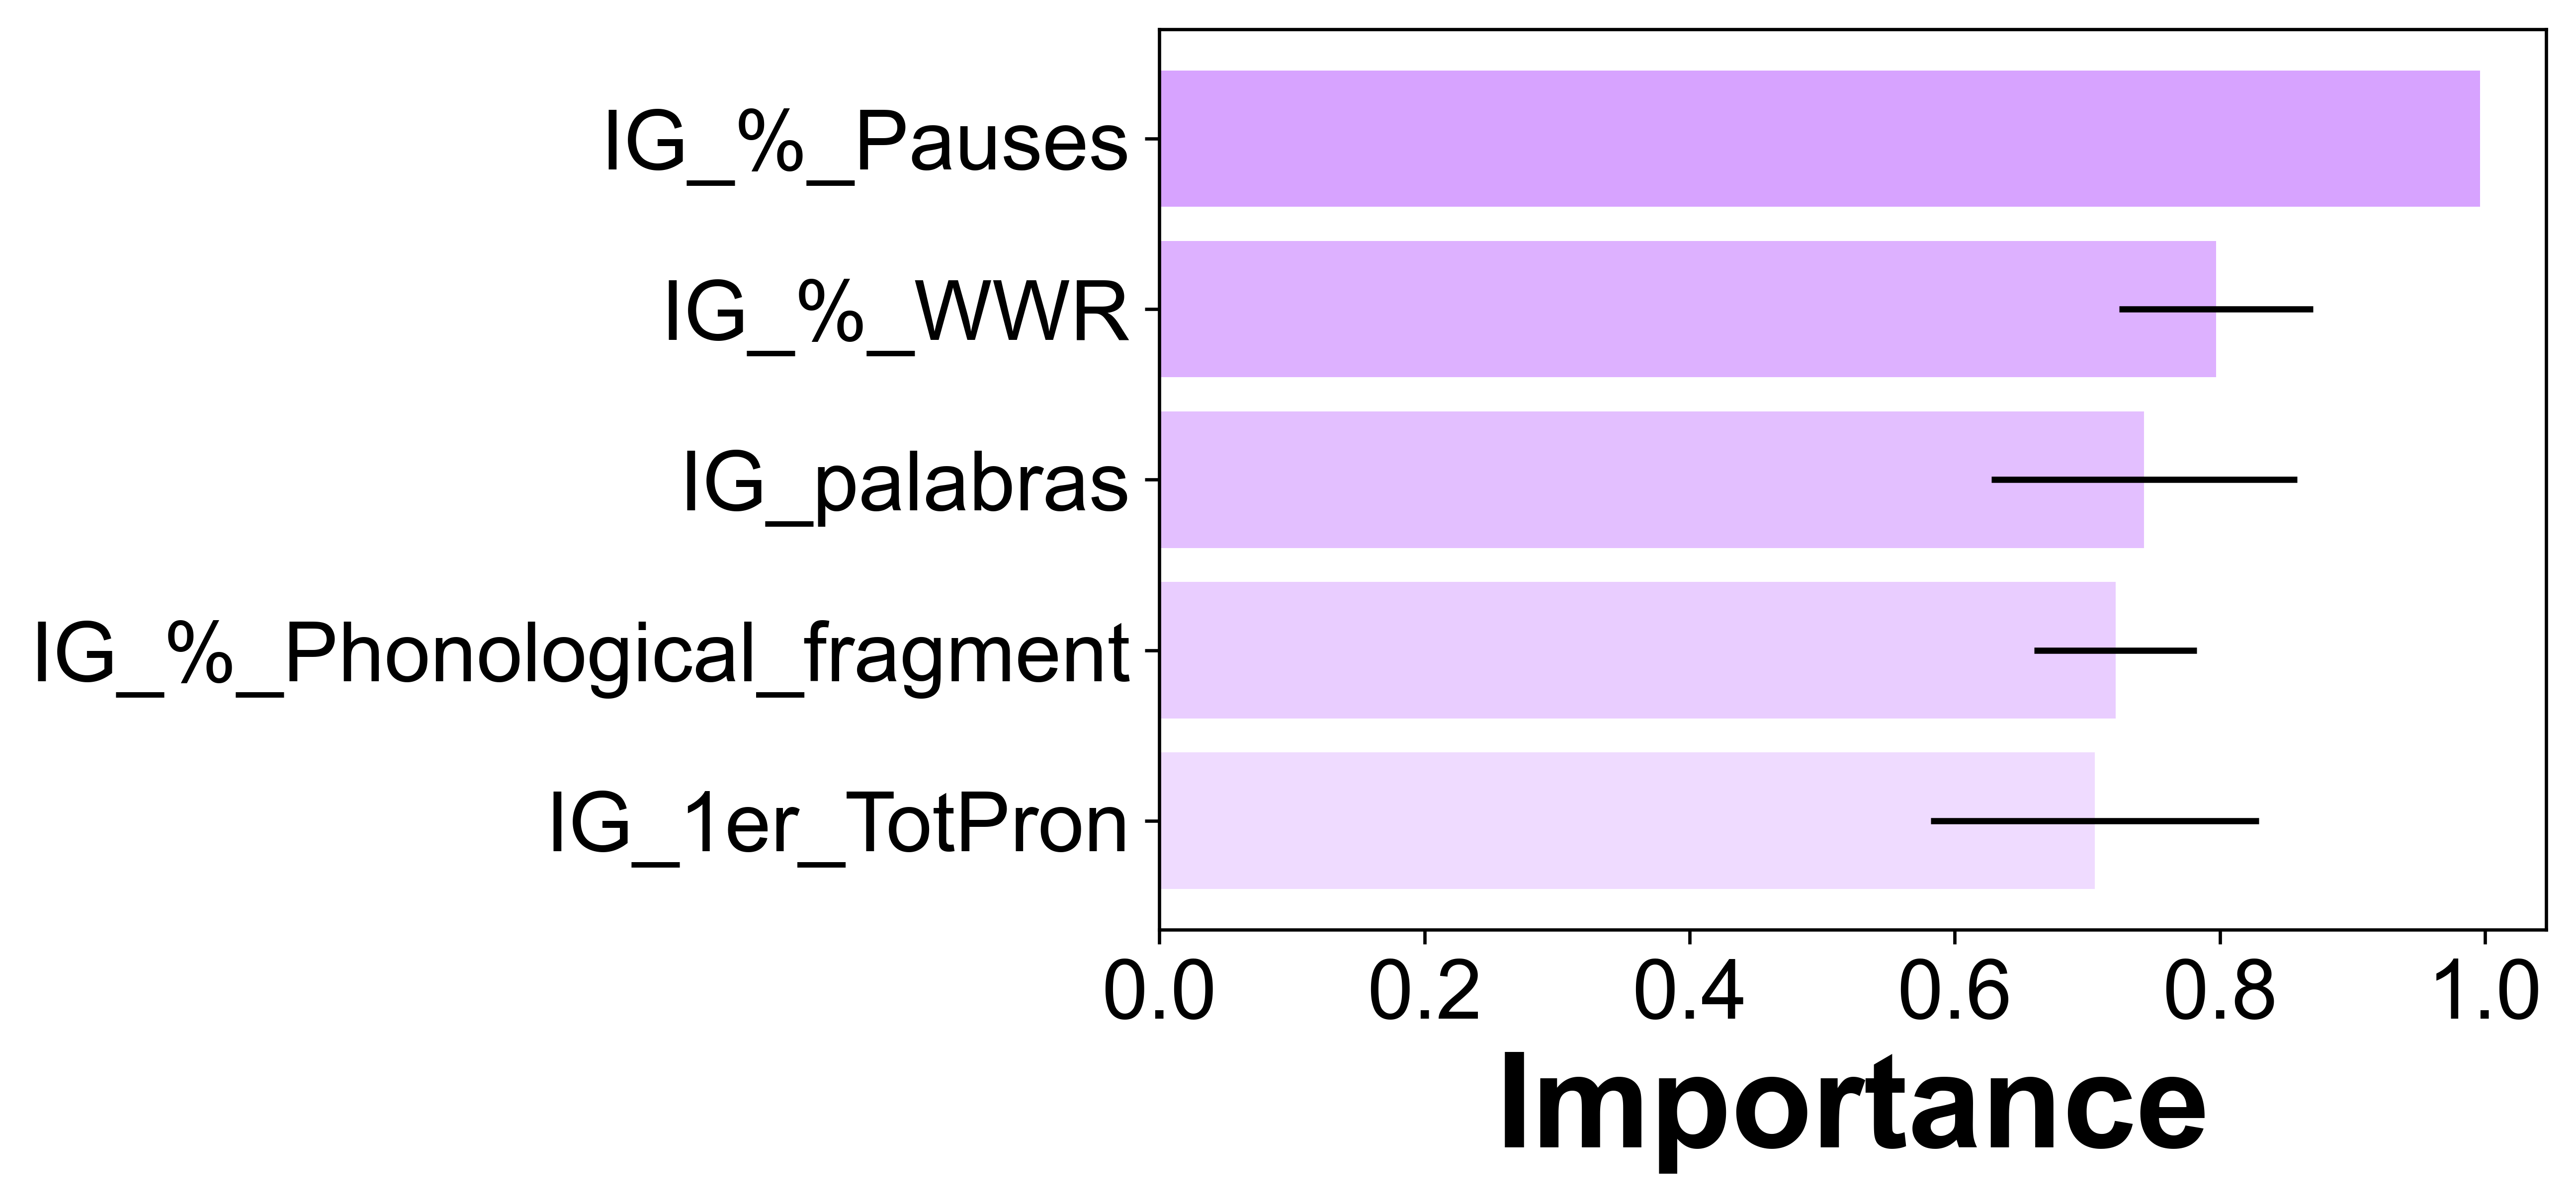 IG_%_Pauses
IG_%_WWR
IG_palabras
IG_%_Phonological_fragment
IG_1er_TotPron
0.0 0.2 0.4 0.6 0.8 1.0
Importance